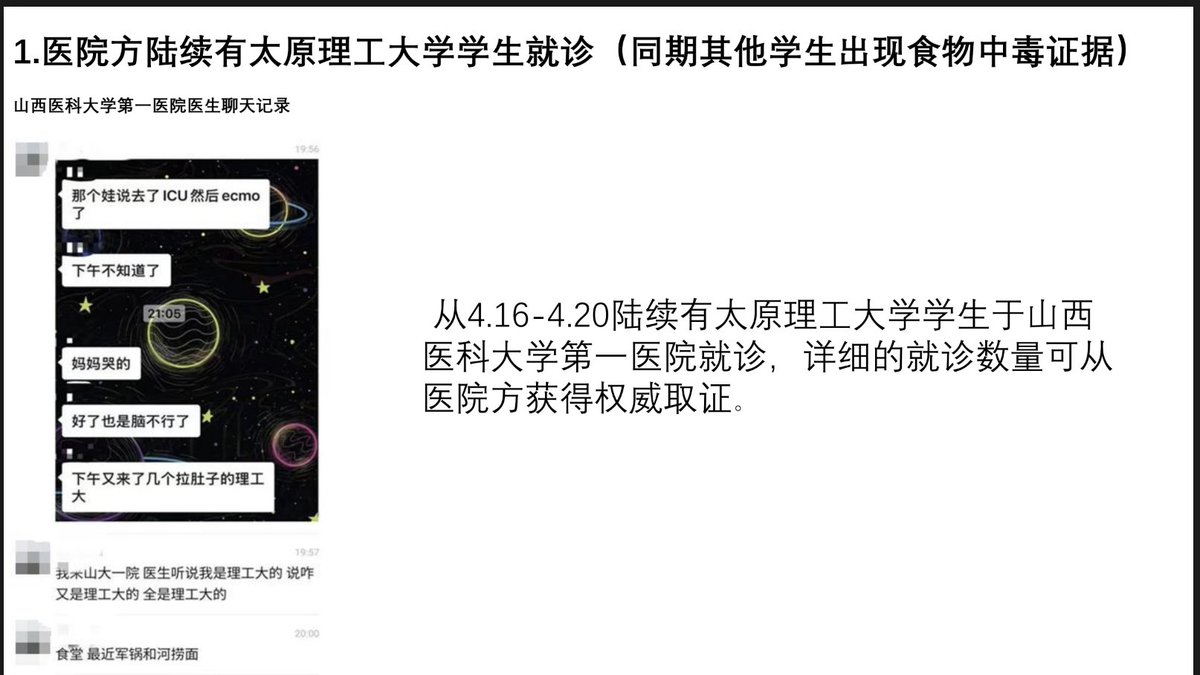 1.医院方陆续有太原理工大学学生就诊（同期其他学生出现食物中毒证据）
山西医科大学第一医院医生聊天记录
19:56
那个娃说去了ICU然后ecmo
了
下午不知道了
21:05
妈妈哭的
好了也是脑不行了
下午又来了几个拉肚子的理工
大
19:57
我来山大一院 医生听说我是理工大的 说咋
又是理工大的 全是理工大的
20:00
食堂 最近军锅和河捞面
从4.16-4.20陆续有太原理工大学学生于山西
医科大学第一医院就诊，详细的就诊数量可从
医院方获得权威取证。